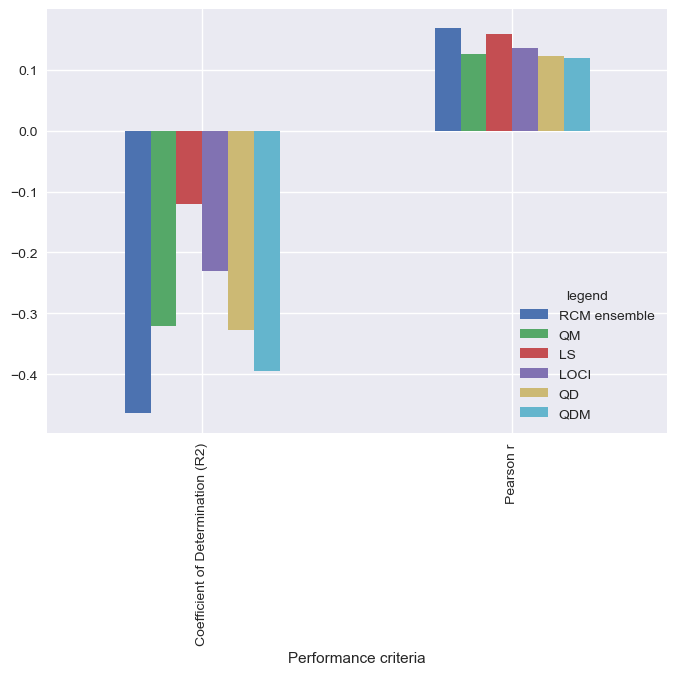 0.1
0.0
−0.1
−0.2
−0.3
−0.4
legend
RCM ensemble
QM
LS
LOCI
QD
QDM
Coefficient of Determination (R2)
Pearson r
Performance criteria